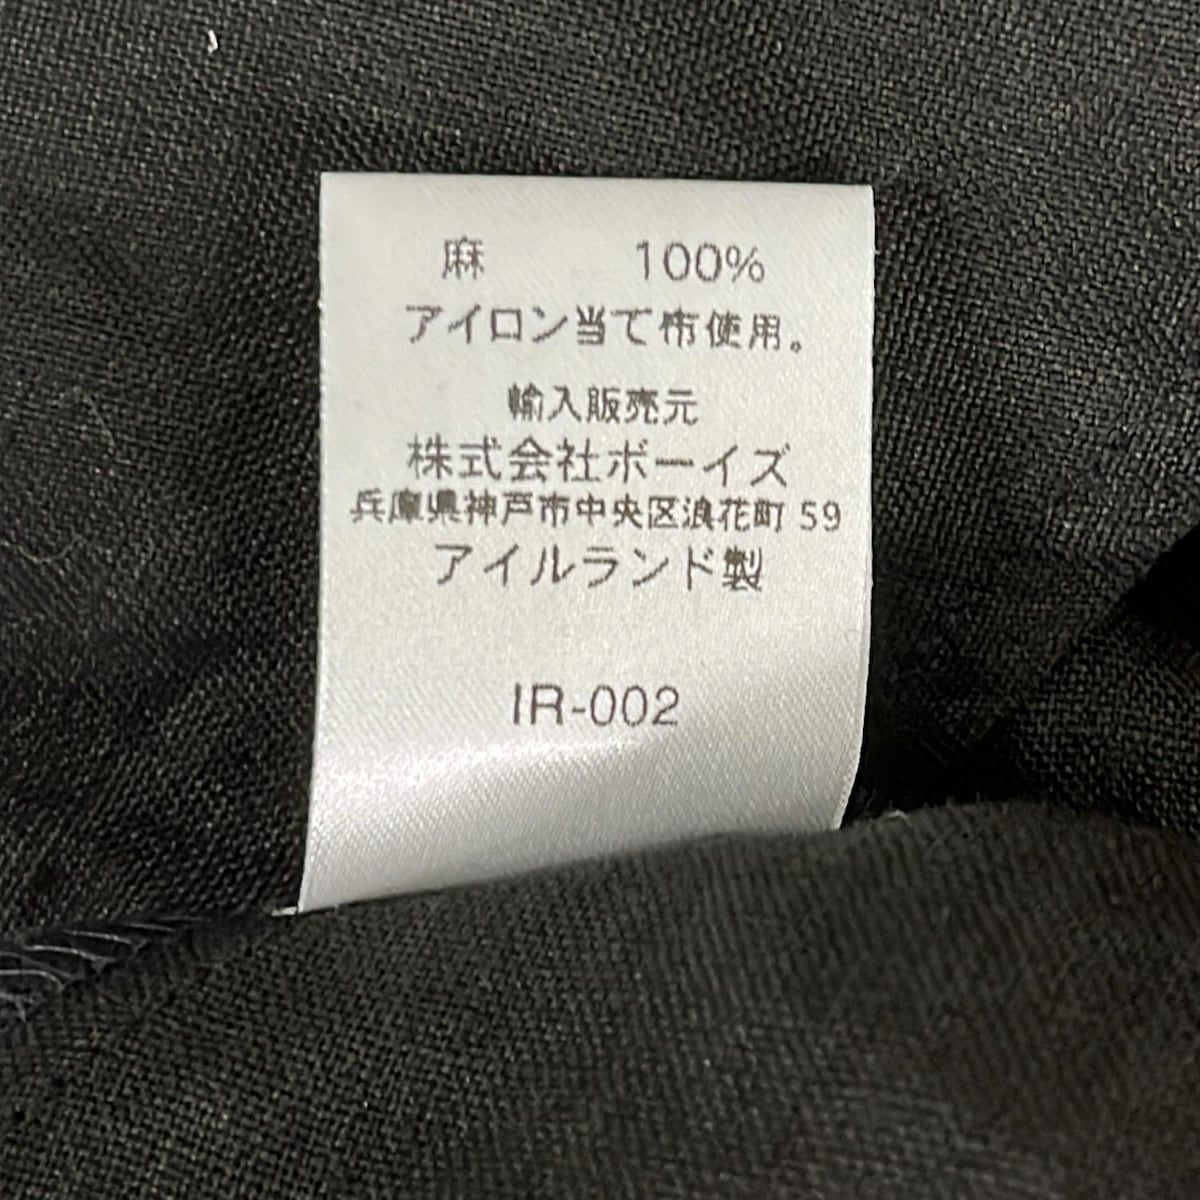 麻 100%
アイロン当て布使用。
輸入販売元
株式会社ボーイズ
兵庫県神戸市中央区浪花町 59
アイルランド製
IR-002